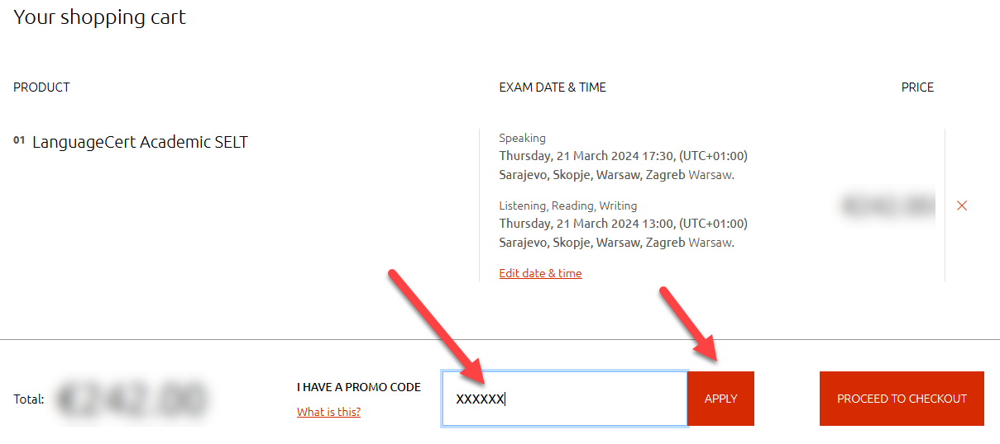 Your shopping cart
PRODUCT
EXAM DATE & TIME
PRICE
01 LanguageCert Academic SELT
Speaking
Thursday, 21 March 2024 17:30, (UTC+01:00)
Sarajevo, Skopje, Warsaw, Zagreb Warsaw.
Listening, Reading, Writing
Thursday, 21 March 2024 13:00, (UTC+01:00)
Sarajevo, Skopje, Warsaw, Zagreb Warsaw.
Edit date & time
Total:
I HAVE A PROMO CODE
What is this?
XXXXXX
APPLY
PROCEED TO CHECKOUT